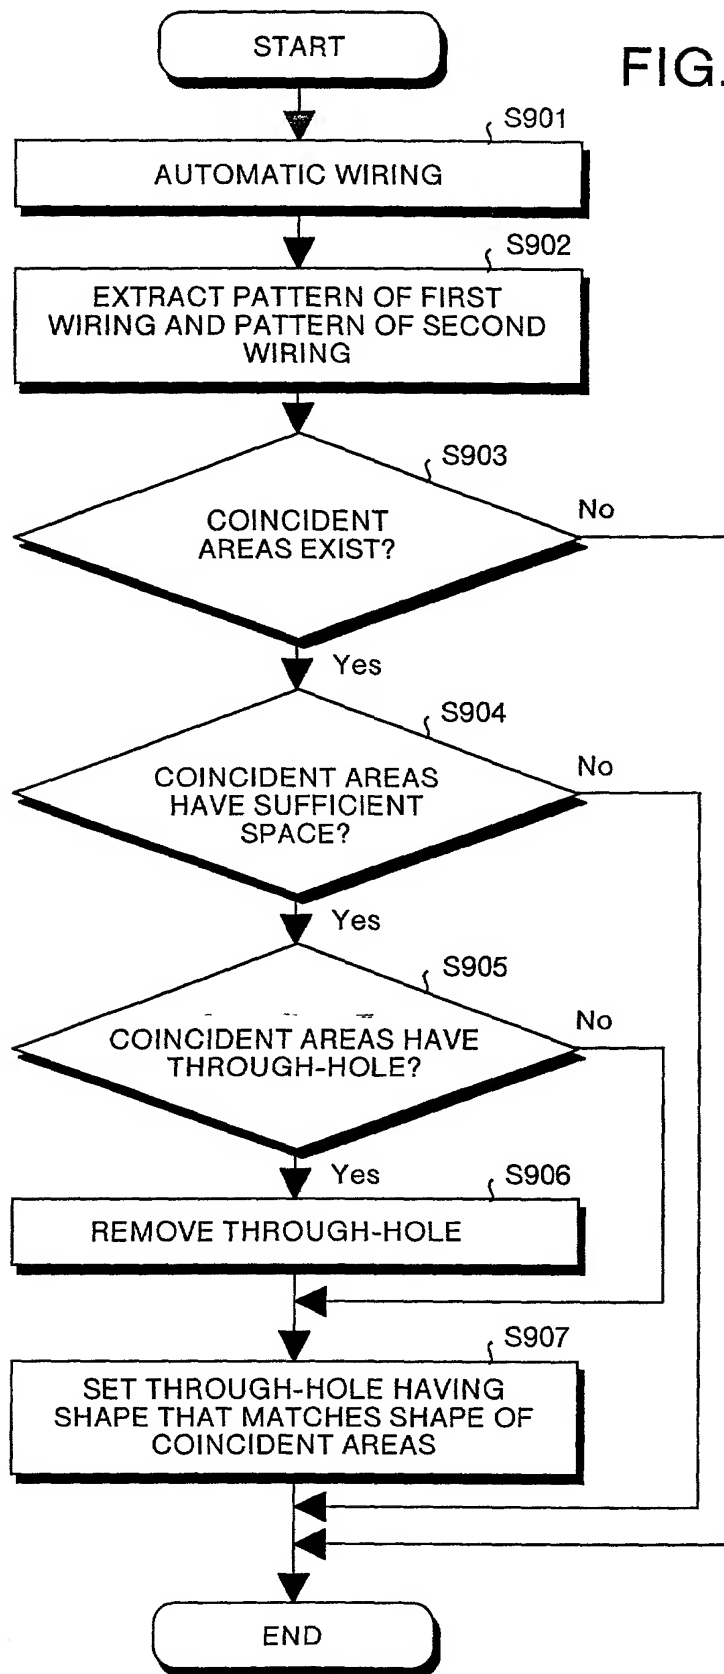 START
FIG.
S901
AUTOMATIC WIRING
S902
EXTRACT PATTERN OF FIRST
WIRING AND PATTERN OF SECOND
WIRING
S903
COINCIDENT
AREAS EXIST?
No
Yes
S904
COINCIDENT AREAS
HAVE SUFFICIENT
SPACE?
No
Yes
S905
COINCIDENT AREAS HAVE
THROUGH-HOLE?
No
Yes
S906
REMOVE THROUGH-HOLE
S907
SET THROUGH-HOLE HAVING
SHAPE THAT MATCHES SHAPE OF
COINCIDENT AREAS
END